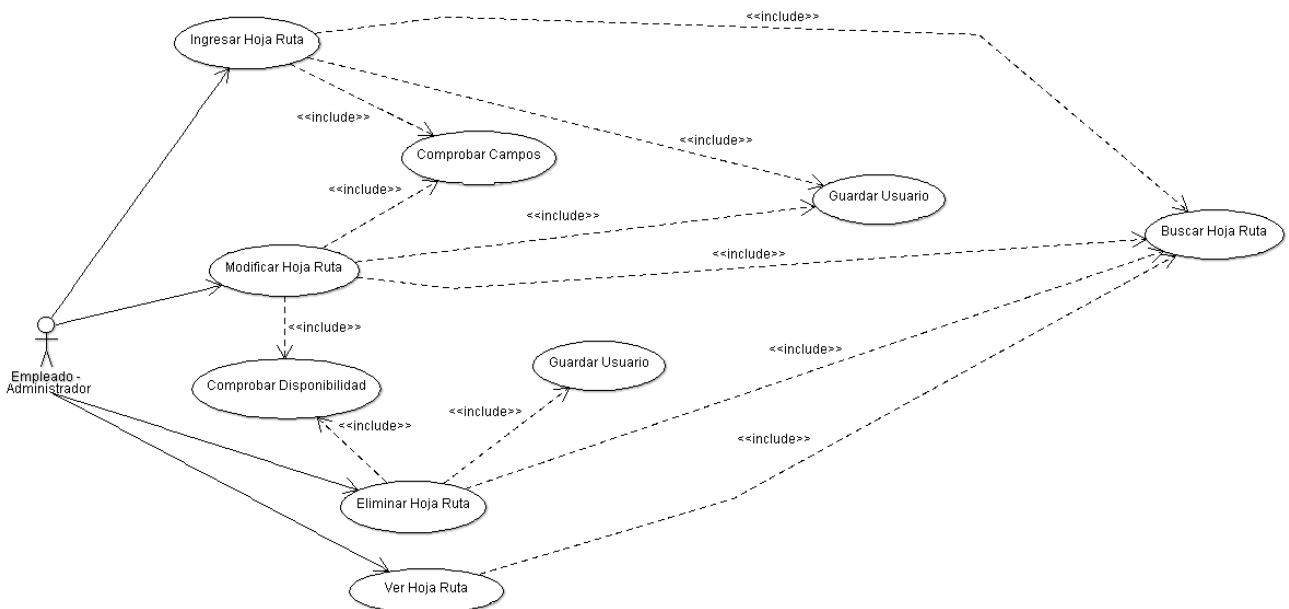 <<include>>
Ingresar Hoja Ruta
<<include>>
<<include>>
Comprobar Campos
<<include>>
Guardar Usuario
<<include>>
Buscar Hoja Ruta
<<include>>
Modificar Hoja Ruta
<<include>>
Guardar Usuario
<<include>>
Empleado -
Administrador
Comprobar Disponibilidad
<<include>>
<<include>>
<<include>>
Eliminar Hoja Ruta
Ver Hoja Ruta